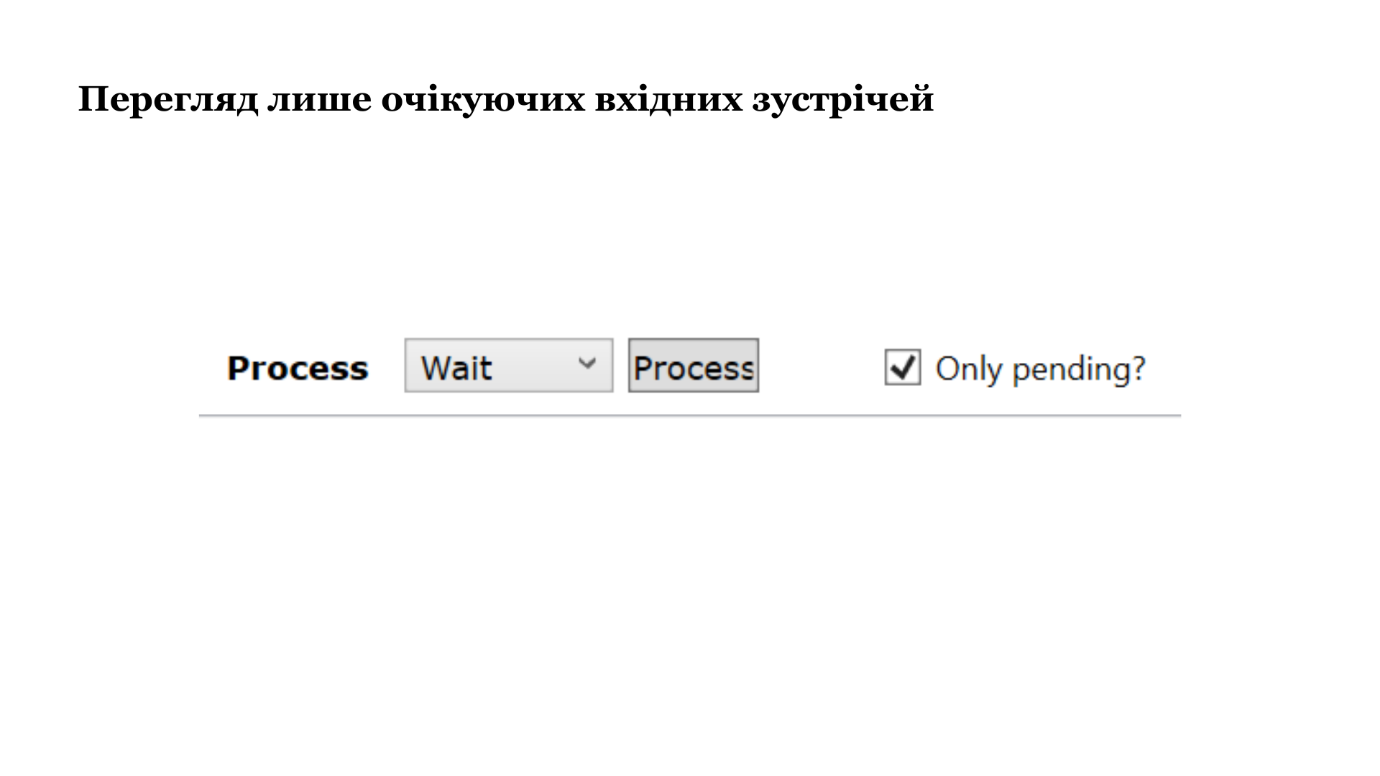 Перегляд лише очікуючих вхідних зустрічей
Process Wait Process Only pending?